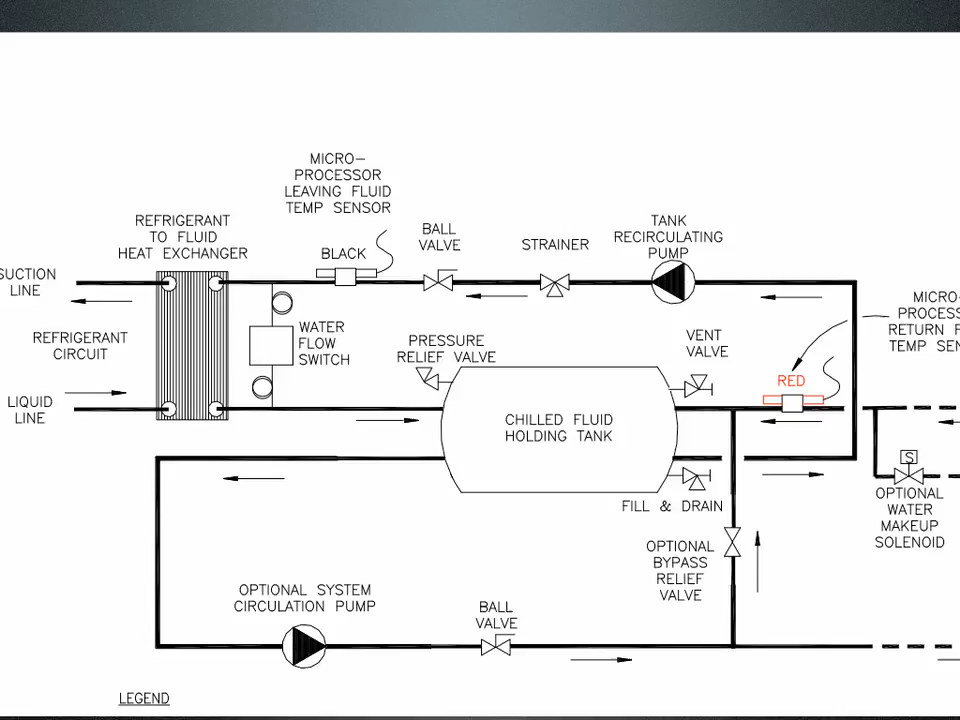 MICRO-
PROCESSOR
LEAVING FLUID
TEMP SENSOR
REFRIGERANT
TO FLUID
HEAT EXCHANGER
BLACK
BALL
VALVE
STRAINER
TANK
RECIRCULATING
PUMP
SUCTION
LINE
REFRIGERANT
CIRCUIT
LIQUID
LINE
WATER
FLOW
SWITCH
PRESSURE
RELIEF VALVE
VENT
VALVE
MICRO-
PROCES
RETURN F
TEMP SEN
RED
CHILLED FLUID
HOLDING TANK
S
FILL & DRAIN
OPTIONAL
WATER
MAKEUP
SOLENOID
OPTIONAL
BYPASS
RELIEF
VALVE
OPTIONAL SYSTEM
CIRCULATION PUMP
BALL
VALVE
LEGEND